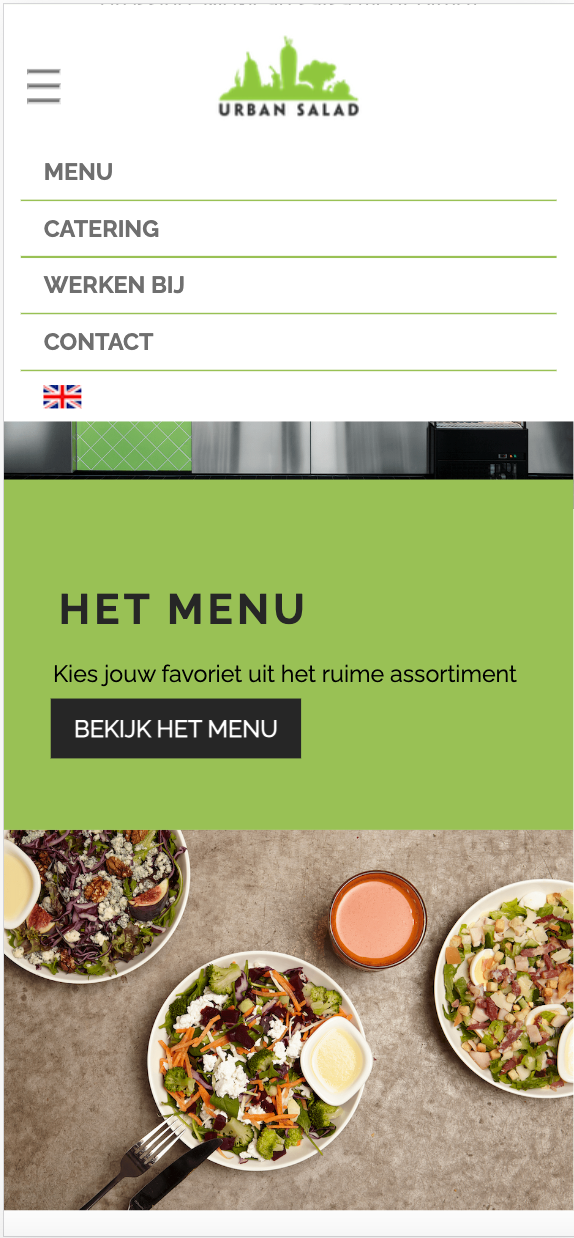 URBAN SALAD
MENU
CATERING
WERKEN BIJ
CONTACT
HET MENU
Kies jouw favoriet uit het ruime assortiment
BEKIJK HET MENU